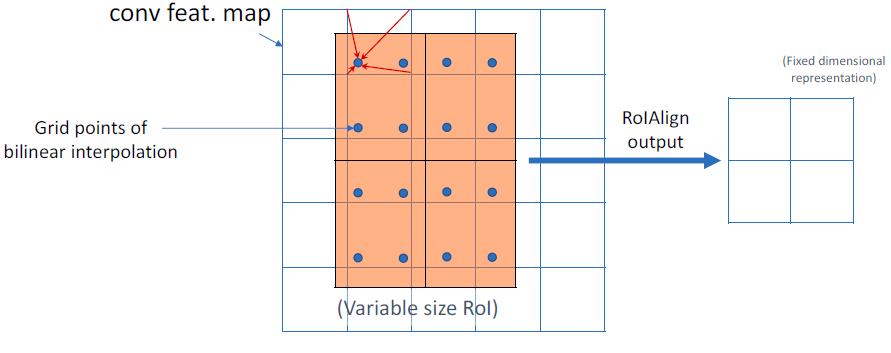 conv feat. map
(Fixed dimensional
representation)
Grid points of
bilinear interpolation
RoIAlign
output
(Variable size RoI)